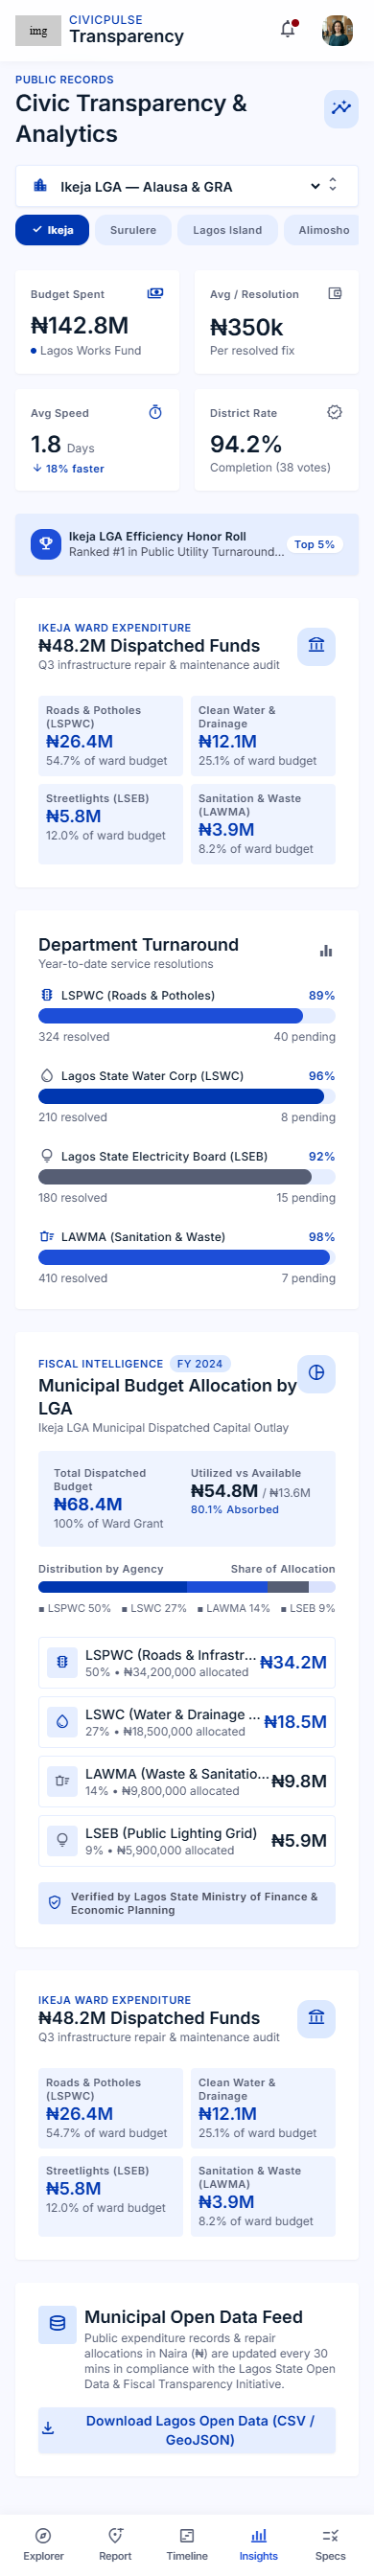 img
CIVICPULSE
Transparency
PUBLIC RECORDS
Civic Transparency &
Analytics
Ikeja LGA — Alausa & GRA
Ikeja
Surulere
Lagos Island
Alimosho
Budget Spent
₦142.8M
Lagos Works Fund
Avg / Resolution
₦350k
Per resolved fix
Avg Speed
1.8 Days
18% faster
District Rate
94.2%
Completion (38 votes)
Ikeja LGA Efficiency Honor Roll
Ranked #1 in Public Utility Turnaround...
Top 5%
IKEJA WARD EXPENDITURE
₦48.2M Dispatched Funds
Q3 infrastructure repair & maintenance audit
Roads & Potholes
(LSPWC)
₦26.4M
54.7% of ward budget
Clean Water &
Drainage
₦12.1M
25.1% of ward budget
Streetlights (LSEB)
₦5.8M
12.0% of ward budget
Sanitation & Waste
(LAWMA)
₦3.9M
8.2% of ward budget
Department Turnaround
Year-to-date service resolutions
LSPWC (Roads & Potholes) 89%
324 resolved 40 pending
Lagos State Water Corp (LSWC) 96%
210 resolved 8 pending
Lagos State Electricity Board (LSEB) 92%
180 resolved 15 pending
LAWMA (Sanitation & Waste) 98%
410 resolved 7 pending
FISCAL INTELLIGENCE FY 2024
Municipal Budget Allocation by
LGA
Ikeja LGA Municipal Dispatched Capital Outlay
Total Dispatched
Budget
₦68.4M
100% of Ward Grant
Utilized vs Available
₦54.8M / ₦13.6M
80.1% Absorbed
Distribution by Agency Share of Allocation
LSPWC 50% LSWC 27% LAWMA 14% LSEB 9%
LSPWC (Roads & Infrastr... ₦34.2M
50% • ₦34,200,000 allocated
LSWC (Water & Drainage ... ₦18.5M
27% • ₦18,500,000 allocated
LAWMA (Waste & Sanitatio... ₦9.8M
14% • ₦9,800,000 allocated
LSEB (Public Lighting Grid) ₦5.9M
9% • ₦5,900,000 allocated
Verified by Lagos State Ministry of Finance &
Economic Planning
IKEJA WARD EXPENDITURE
₦48.2M Dispatched Funds
Q3 infrastructure repair & maintenance audit
Roads & Potholes
(LSPWC)
₦26.4M
54.7% of ward budget
Clean Water &
Drainage
₦12.1M
25.1% of ward budget
Streetlights (LSEB)
₦5.8M
12.0% of ward budget
Sanitation & Waste
(LAWMA)
₦3.9M
8.2% of ward budget
Municipal Open Data Feed
Public expenditure records & repair
allocations in Naira (₦) are updated every 30
mins in compliance with the Lagos State Open
Data & Fiscal Transparency Initiative.
Download Lagos Open Data (CSV /
GeoJSON)
Explorer
Report
Timeline
Insights
Specs